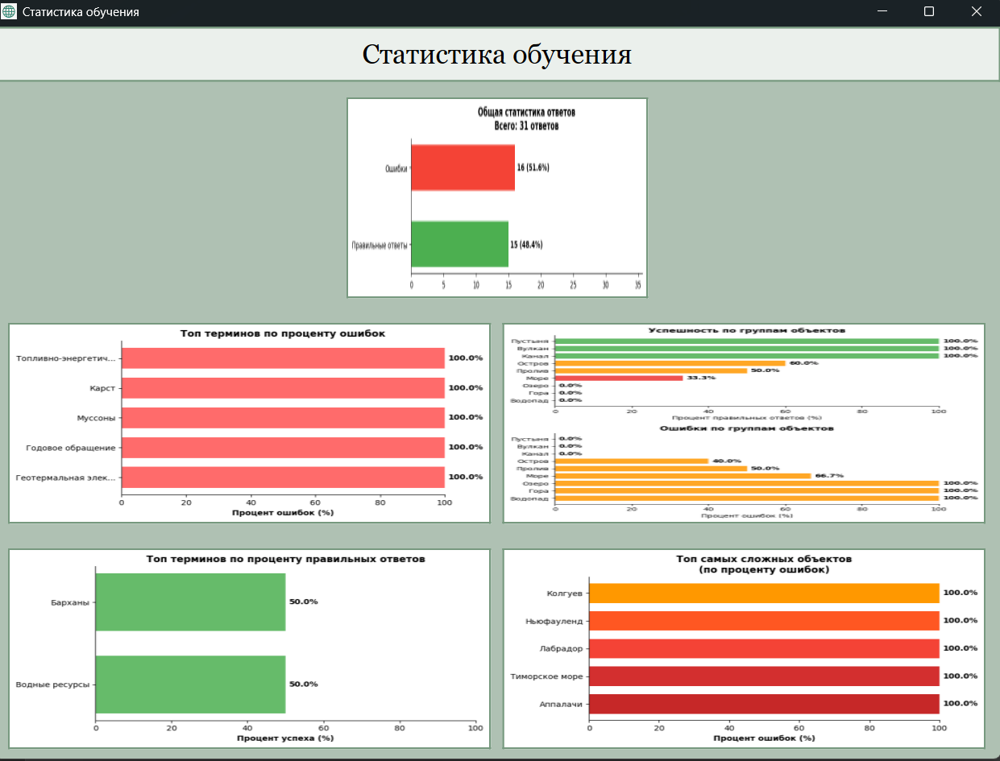 Статистика обучения
Статистика обучения
Общая статистика ответов
Всего: 31 ответов
Ошибки
16 (51.6%)
Правильные ответы
15 (48.4%)
0 5 10 15 20 25 30 35
Топ терминов по проценту ошибок
Топливно-энергетич... 100.0%
Карст 100.0%
Муссоны 100.0%
Годовое обращение 100.0%
Геотермальная элек... 100.0%
0 20 40 60 80 100
Процент ошибок (%)
Успешность по группам объектов
Пустыня 100.0%
Вулкан 100.0%
Канал 100.0%
Остров 60.0%
Пролив 50.0%
Море 33.3%
Озеро 0.0%
Гора 0.0%
Водопад 0.0%
0 20 40 60 80 100
Процент правильных ответов (%)
Ошибки по группам объектов
Пустыня 0.0%
Вулкан 0.0%
Канал 0.0%
Остров 40.0%
Пролив 50.0%
Море 66.7%
Озеро 100.0%
Гора 100.0%
Водопад 100.0%
0 20 40 60 80 100
Процент ошибок (%)
Топ терминов по проценту правильных ответов
Барханы 50.0%
Водные ресурсы 50.0%
0 20 40 60 80 100
Процент успеха (%)
Топ самых сложных объектов
(по проценту ошибок)
Колгуев 100.0%
Ньюфауленд 100.0%
Лабрадор 100.0%
Тиморское море 100.0%
Аппалачи 100.0%
0 20 40 60 80 100
Процент ошибок (%)